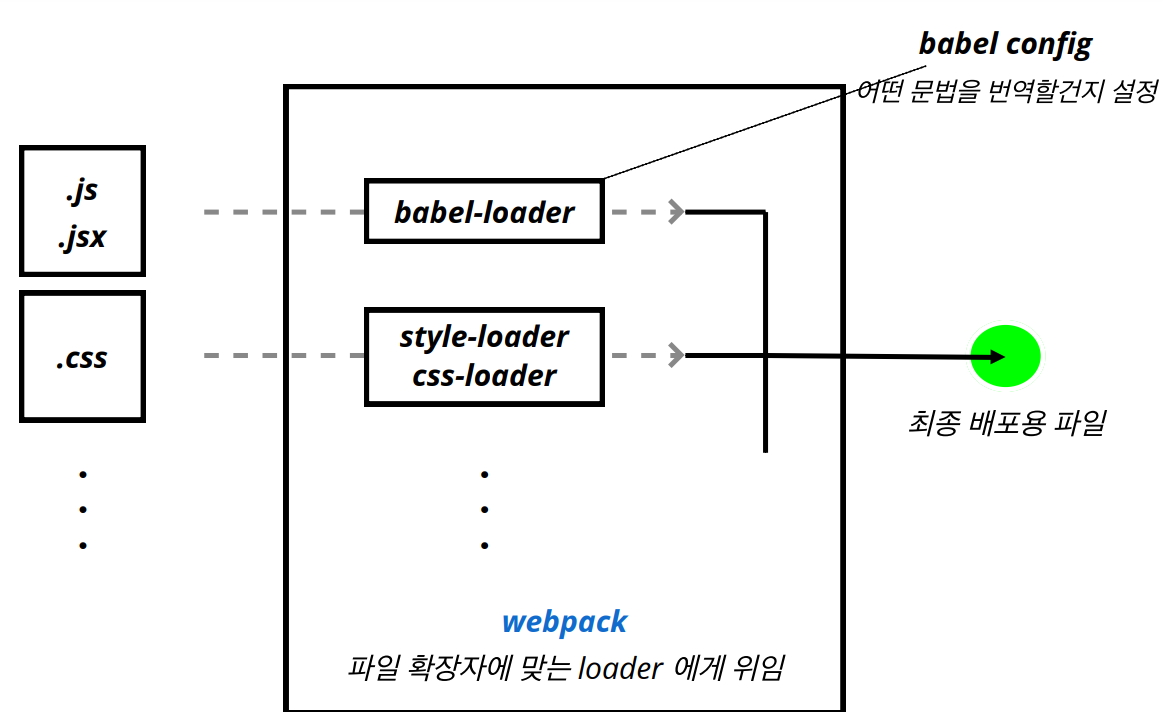 babel config
어떤 문법을 번역할건지 설정
.js
.jsx
babel-loader
.css
style-loader
css-loader
최종 배포용 파일
webpack
파일 확장자에 맞는 loader 에게 위임